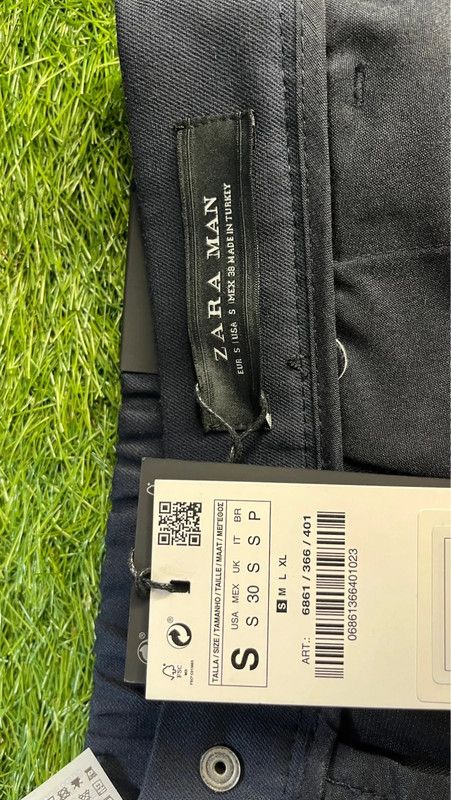 ZARA MAN
EUR S | USA S | MEX 38 MADE IN TURKEY
TALLA / SIZE / TAMANHO / TAILLE / MAAT / ΜΕΓΕΘΟΣ
S
USA MEX UK IT BR
S 30 S S P
S M L XL
ART.: 6861 / 366 / 401
06861366401023
FSC